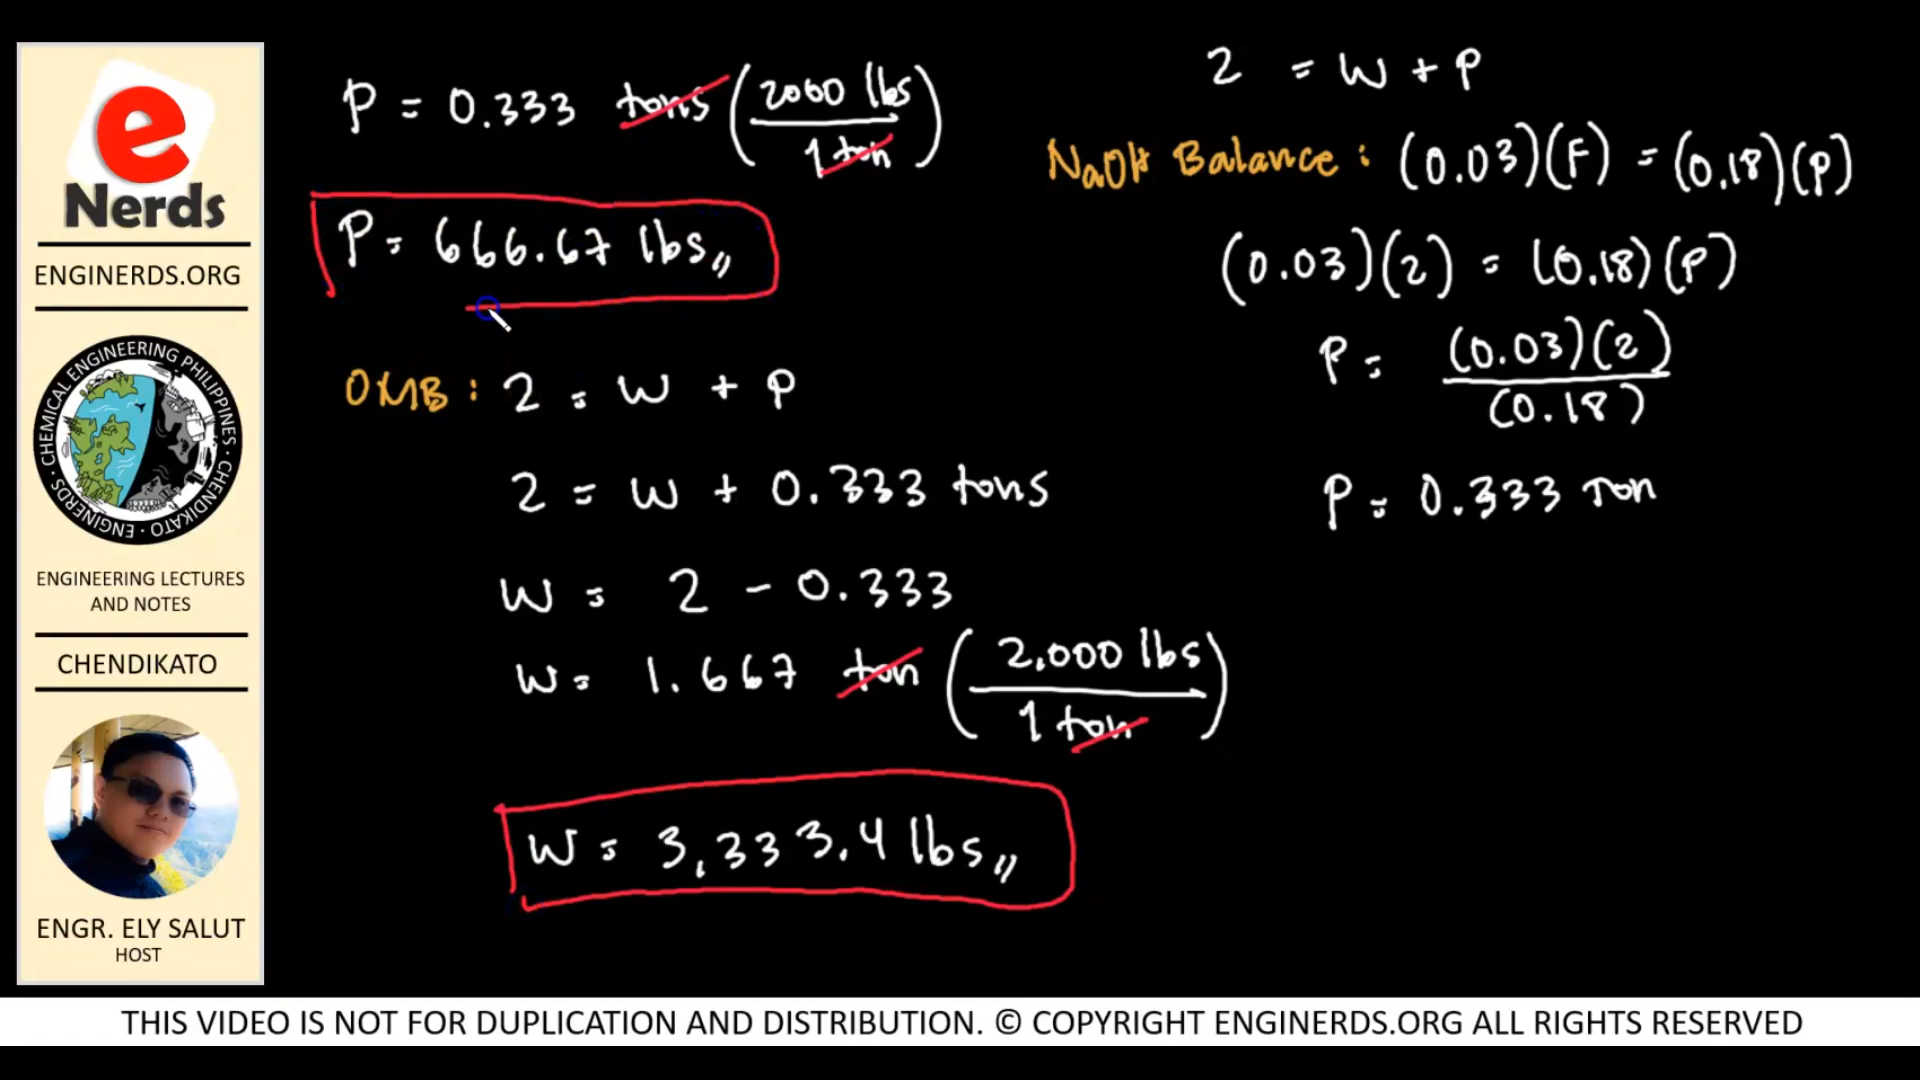 e
Nerds
ENGINERDS.ORG
CHEMICAL ENGINEERING PHILIPPINES · CHENDIKATO · ENGINERDS ·
ENGINEERING LECTURES
AND NOTES
CHENDIKATO
ENGR. ELY SALUT
HOST
P = 0.333 tons (2000 lbs / 1 ton)
P = 666.67 lbs,,
OMB : 2 = W + P
2 = W + 0.333 tons
W = 2 - 0.333
W = 1.667 ton (2,000 lbs / 1 ton)
W = 3,333.4 lbs,,
2 = W + P
NaOH Balance : (0.03)(F) = (0.18)(P)
(0.03)(2) = (0.18)(P)
P = (0.03)(2) / (0.18)
P = 0.333 Ton
THIS VIDEO IS NOT FOR DUPLICATION AND DISTRIBUTION. © COPYRIGHT ENGINERDS.ORG ALL RIGHTS RESERVED